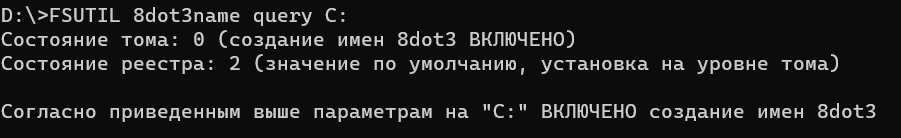 D:\>FSUTIL 8dot3name query C:
Состояние тома: 0 (создание имен 8dot3 ВКЛЮЧЕНО)
Состояние реестра: 2 (значение по умолчанию, установка на уровне тома)
Согласно приведенным выше параметрам на "C:" ВКЛЮЧЕНО создание имен 8dot3